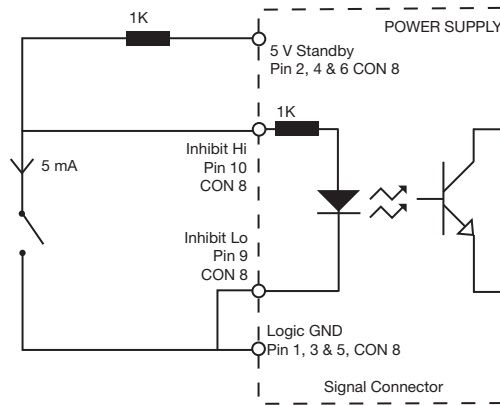 1K
POWER SUPPLY
5 V Standby
Pin 2, 4 & 6 CON 8
1K
Inhibit Hi
Pin 10
CON 8
5 mA
Inhibit Lo
Pin 9
CON 8
Logic GND
Pin 1, 3 & 5, CON 8
Signal Connector